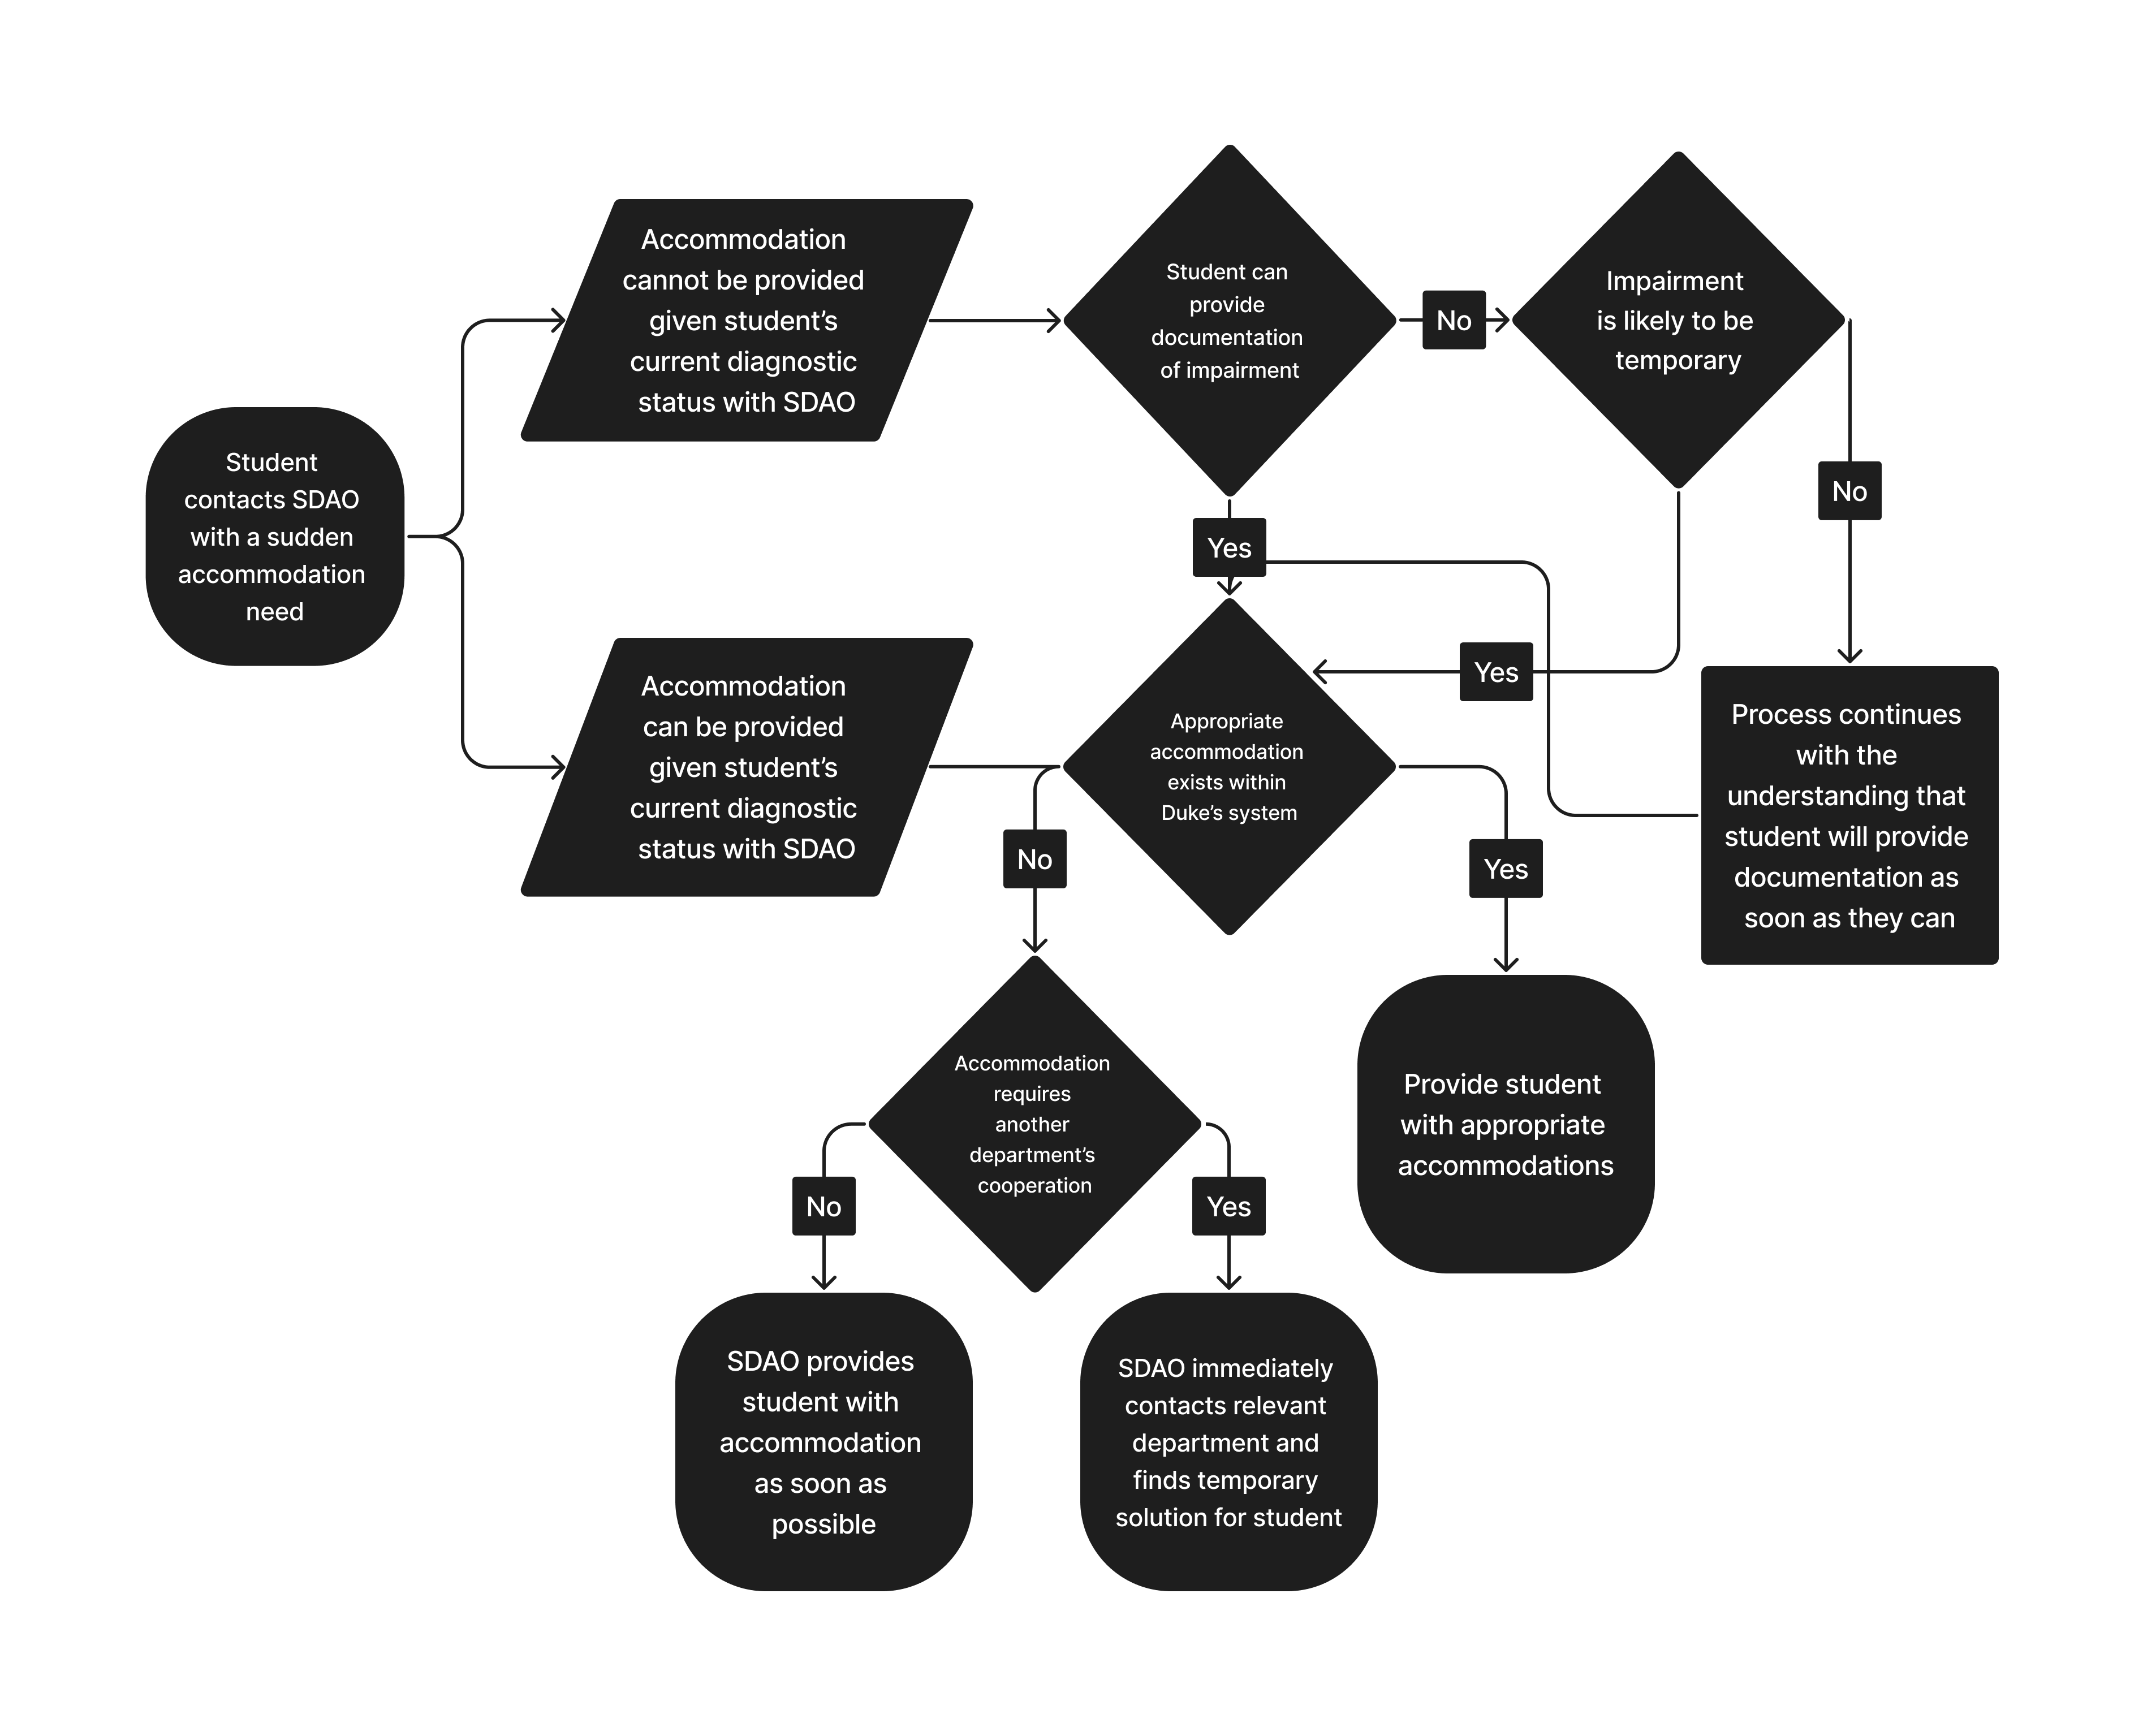 Accommodation
cannot be provided
given student's
current diagnostic
status with SDAO
Student can
provide
documentation
of impairment
No
Impairment
is likely to be
temporary
No
Student
contacts SDAO
with a sudden
accommodation
need
Yes
Yes
Accommodation
can be provided
given student's
current diagnostic
status with SDAO
Appropriate
accommodation
exists within
Duke's system
No
Yes
Process continues
with the
understanding that
student will provide
documentation as
soon as they can
Accommodation
requires
another
department's
cooperation
Provide student
with appropriate
accommodations
No
Yes
SDAO provides
student with
accommodation
as soon as
possible
SDAO immediately
contacts relevant
department and
finds temporary
solution for student